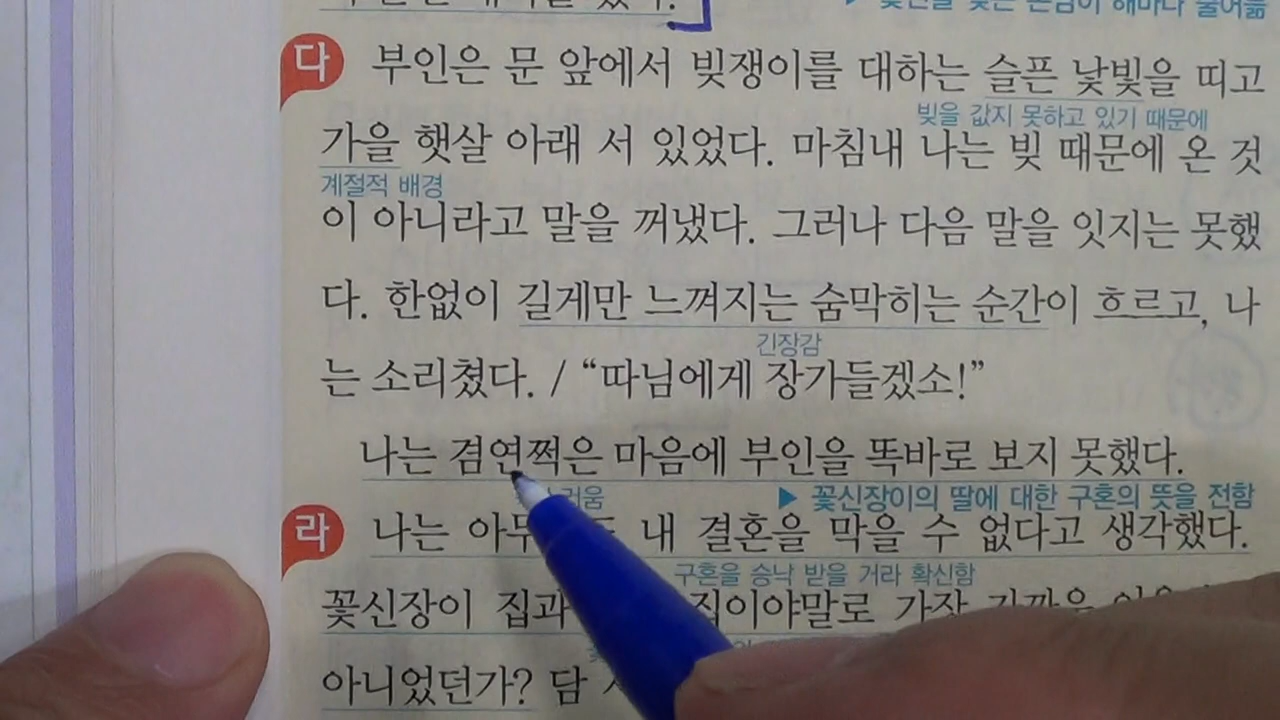 다 부인은 문 앞에서 빚쟁이를 대하는 슬픈 낯빛을 띠고
빚을 값지 못하고 있기 때문에
가을 햇살 아래 서 있었다. 마침내 나는 빚 때문에 온 것
계절적 배경
이 아니라고 말을 꺼냈다. 그러나 다음 말을 잇지는 못했
다. 한없이 길게만 느껴지는 숨막히는 순간이 흐르고, 나
긴장감
는 소리쳤다. / “따님에게 장가들겠소!”
나는 겸연쩍은 마음에 부인을 똑바로 보지 못했다.
▶ 꽃신장이의 딸에 대한 구혼의 뜻을 전함
라 나는 내 결혼을 막을 수 없다고 생각했다.
구혼을 승낙 받을 거라 확신함
꽃신장이 집과 가장
아니었던가? 담